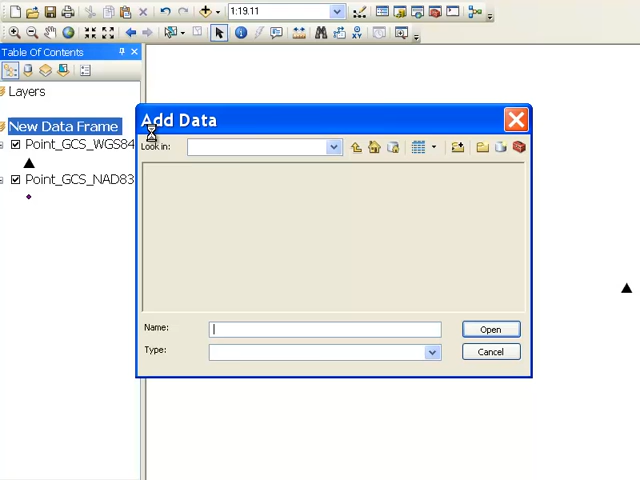 1:19.11
Table Of Contents
Layers
New Data Frame
Point_GCS_WGS84
Point_GCS_NAD83
Add Data
Look in:
Name:
Open
Type:
Cancel